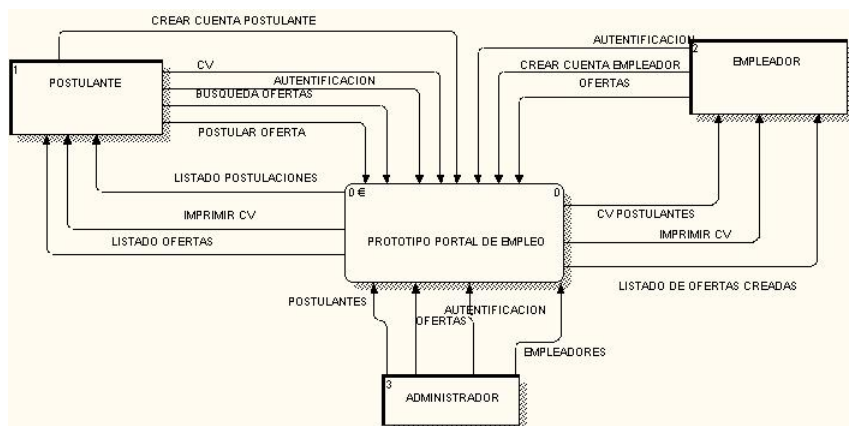 CREAR CUENTA POSTULANTE
1
POSTULANTE
CV
AUTENTIFICACION
BUSQUEDA OFERTAS
POSTULAR OFERTA
AUTENTIFICACION
CREAR CUENTA EMPLEADOR
OFERTAS
2
EMPLEADOR
LISTADO POSTULACIONES
IMPRIMIR CV
LISTADO OFERTAS
0 €
0
PROTOTIPO PORTAL DE EMPLEO
CV POSTULANTES
IMPRIMIR CV
LISTADO DE OFERTAS CREADAS
POSTULANTES
OFERTAS
AUTENTIFICACION
EMPLEADORES
3
ADMINISTRADOR